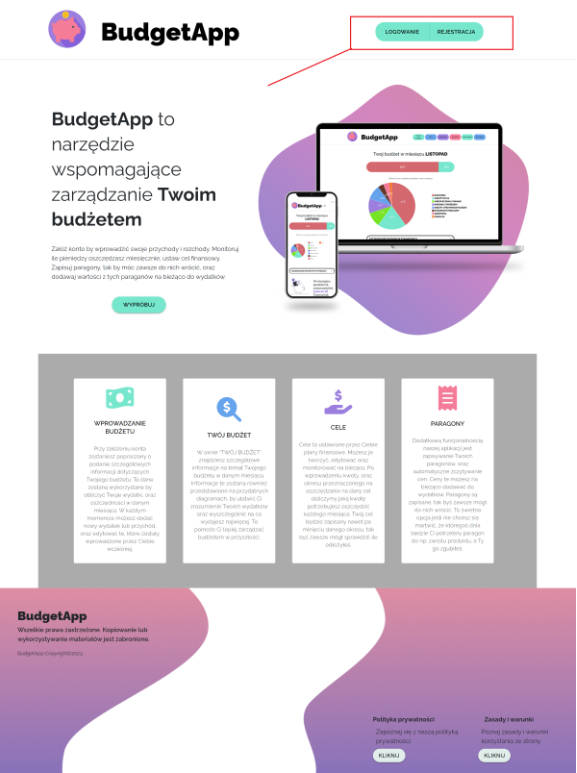 BudgetApp
LOGOWANIE
REJESTRACJA
BudgetApp to
narzędzie
wspomagające
zarządzanie Twoim
budżetem
Załóż konto by wprowadzić swoje przychody i rozchody. Monitoruj
ile pieniędzy oszczędzasz miesięcznie, ustaw cel finansowy.
Zapisuj paragony, tak by móc zawsze do nich wrócić, oraz
dodawaj wartości z tych paragonów na bieżąco do wydatków.
WYPRÓBUJ
BudgetApp
Twój budżet w miesiącu LISTOPAD
BudgetApp
WPROWADZANIE
BUDŻETU
Przy założeniu konta
zostaniesz poproszony o
podanie szczegółowych
informacji dotyczących
Twojego budżetu. Te dane
zostaną wykorzystane by
obliczyć Twoje wydatki, oraz
oszczędności w danym
miesiącu. W każdym
momencie możesz dodać
nowy wydatek lub przychód,
oraz edytować te, które zostały
wprowadzone przez Ciebie
wcześniej.
TWÓJ BUDŻET
W oknie "TWÓJ BUDŻET"
znajdziesz szczegółowe
informacje na temat Twojego
budżetu w danym miesiącu.
Informacje te zostaną również
przedstawione na przydatnych
diagramach, by ułatwić Ci
zrozumienie Twoich wydatków
oraz wyszczególnić na co
wydajesz najwięcej. To
pomoże Ci lepiej zarządzać
budżetem w przyszłości.
CELE
Cele to ustawione przez Ciebie
plany finansowe. Możesz je
tworzyć, edytować oraz
monitorować na bieżąco. Po
wprowadzeniu kwoty, oraz
okresu przeznaczonego na
oszczędzanie na dany cel,
obliczymy jaką kwotę
potrzebujesz oszczędzić
każdego miesiąca. Twój cel
będzie zapisany nawet po
minięciu danego okresu, tak
byś zawsze mógł sprawdzić do
odłożyłeś.
PARAGONY
Dodatkową funkcjonalnością
naszej aplikacji jest
zapisywanie Twoich
paragonów, oraz
automatyczne zczytywanie
cen. Ceny te możesz na
bieżąco dodawać do
wydatków. Paragony są
zapisane, tak byś zawsze mógł
do nich wrócić. To świetna
opcja jeśli nie chcesz się
martwić, że któregoś dnia
będzie Ci potrzebny paragon
do np. zwrotu produktu, a Ty
go zgubiłeś.
BudgetApp
Wszelkie prawa zastrzeżone. Kopiowanie lub
wykorzystywanie materiałów jest zabronione.
BudgetApp Copyright©2023
Polityka prywatności
Zapoznaj się z naszą polityką
prywatności
KLIKNIJ
Zasady i warunki
Poznaj zasady i warunki
korzystania ze strony
KLIKNIJ